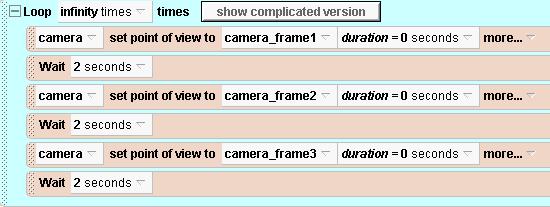 Loop infinity times times show complicated version
camera set point of view to camera_frame1 duration = 0 seconds more...
Wait 2 seconds
camera set point of view to camera_frame2 duration = 0 seconds more...
Wait 2 seconds
camera set point of view to camera_frame3 duration = 0 seconds more...
Wait 2 seconds